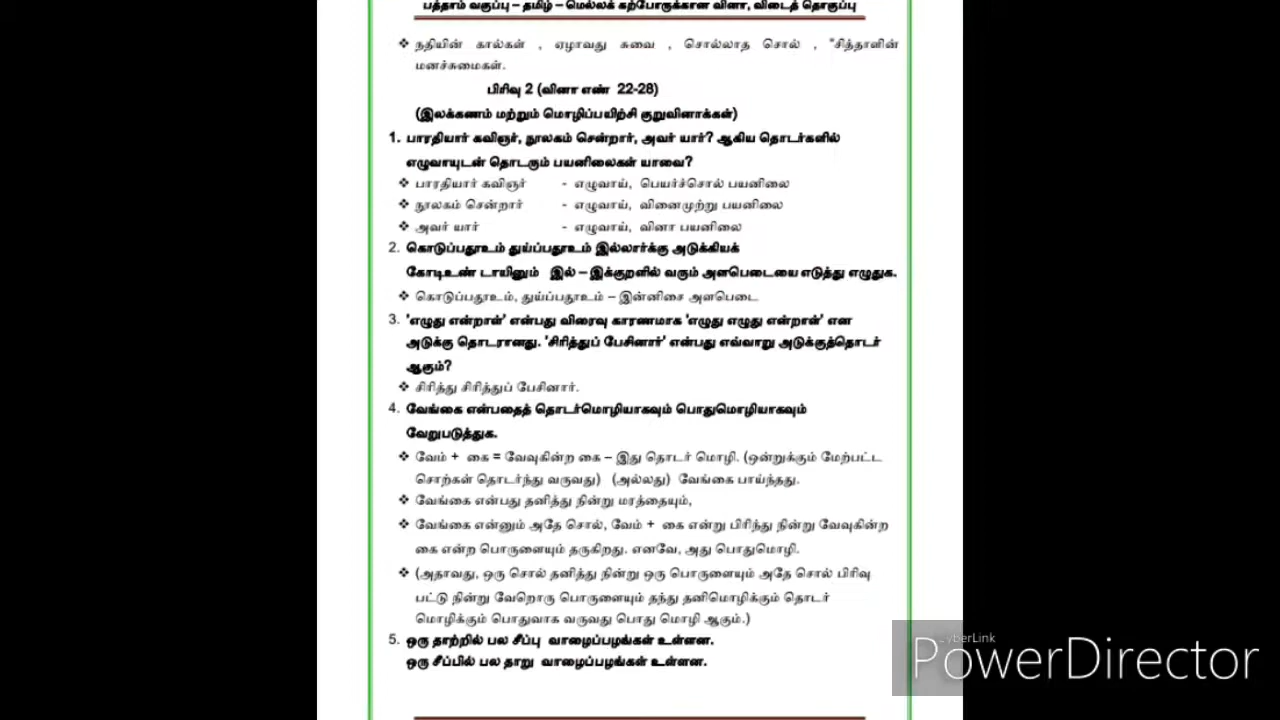 பத்தாம் வகுப்பு – தமிழ் – மெல்லக் கற்போருக்கான வினா, விடைத் தொகுப்பு
❖ நதியின் கால்கள் , ஏழாவது சுவை , சொல்லாத சொல் , “சித்தாளின்
மனச்சுமைகள்.
பிரிவு 2 (வினா எண் 22-28)
(இலக்கணம் மற்றும் மொழிப்பயிற்சி குறுவினாக்கள்)
1. பாரதியார் கவிஞர், நூலகம் சென்றார், அவர் யார்? ஆகிய தொடர்களில்
எழுவாயுடன் தொடரும் பயனிலைகள் யாவை?
❖ பாரதியார் கவிஞர் - எழுவாய், பெயர்ச்சொல் பயனிலை
❖ நூலகம் சென்றார் - எழுவாய், வினைமுற்று பயனிலை
❖ அவர் யார் - எழுவாய், வினா பயனிலை
2. கொடுப்பதூஉம் துய்ப்பதூஉம் இல்லார்க்கு அடுக்கியக்
கோடிஉண் டாயினும் இல் – இக்குறளில் வரும் அளபெடையை எடுத்து எழுதுக.
❖ கொடுப்பதூஉம், துய்ப்பதூஉம் – இன்னிசை அளபெடை
3. 'எழுது என்றாள்' என்பது விரைவு காரணமாக 'எழுது எழுது என்றாள்' என
அடுக்கு தொடரானது. 'சிரித்துப் பேசினார்' என்பது எவ்வாறு அடுக்குத்தொடர்
ஆகும்?
❖ சிரித்து சிரித்துப் பேசினார்.
4. வேங்கை என்பதைத் தொடர்மொழியாகவும் பொதுமொழியாகவும்
வேறுபடுத்துக.
❖ வேம் + கை = வேவுகின்ற கை – இது தொடர் மொழி. (ஒன்றுக்கும் மேற்பட்ட
சொற்கள் தொடர்ந்து வருவது) (அல்லது) வேங்கை பாய்ந்தது.
❖ வேங்கை என்பது தனித்து நின்று மரத்தையும்,
❖ வேங்கை என்னும் அதே சொல், வேம் + கை என்று பிரிந்து நின்று வேவுகின்ற
கை என்ற பொருளையும் தருகிறது. எனவே, அது பொதுமொழி.
❖ (அதாவது, ஒரு சொல் தனித்து நின்று ஒரு பொருளையும் அதே சொல் பிரிவு
பட்டு நின்று வேறொரு பொருளையும் தந்து தனிமொழிக்கும் தொடர்
மொழிக்கும் பொதுவாக வருவது பொது மொழி ஆகும்.)
5. ஒரு தாற்றில் பல சீப்பு வாழைப்பழங்கள் உள்ளன.
ஒரு சீப்பில் பல தாறு வாழைப்பழங்கள் உள்ளன.
CyberLink
PowerDirector